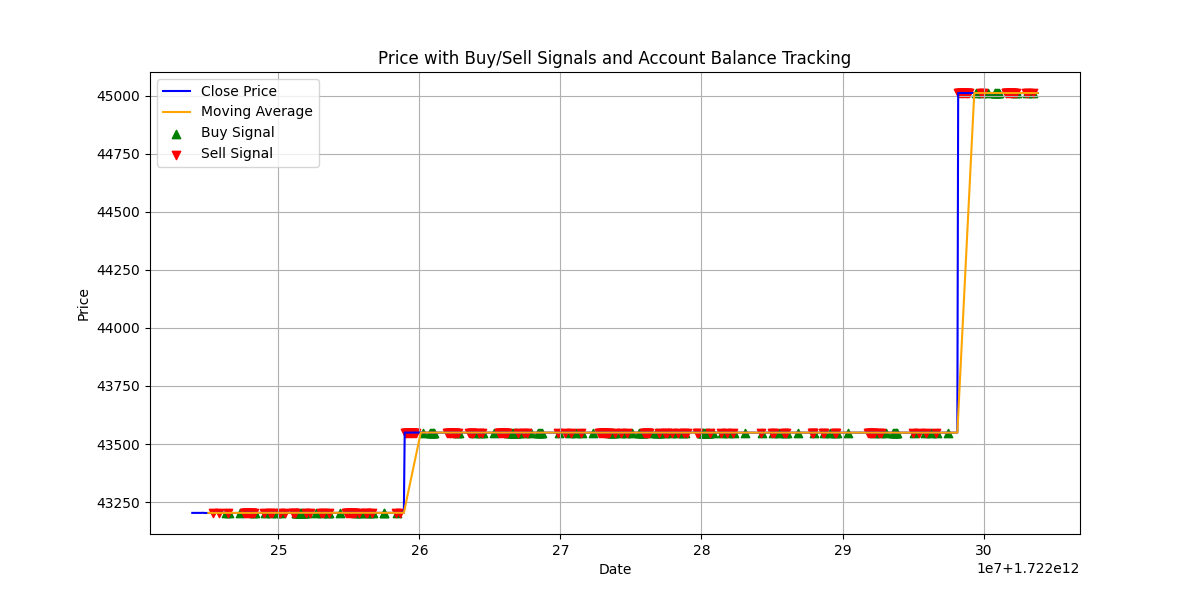 Price with Buy/Sell Signals and Account Balance Tracking
Close Price
Moving Average
Buy Signal
Sell Signal
45000
44750
44500
44250
44000
43750
43500
43250
Price
25 26 27 28 29 30
Date
1e7+1.722e12